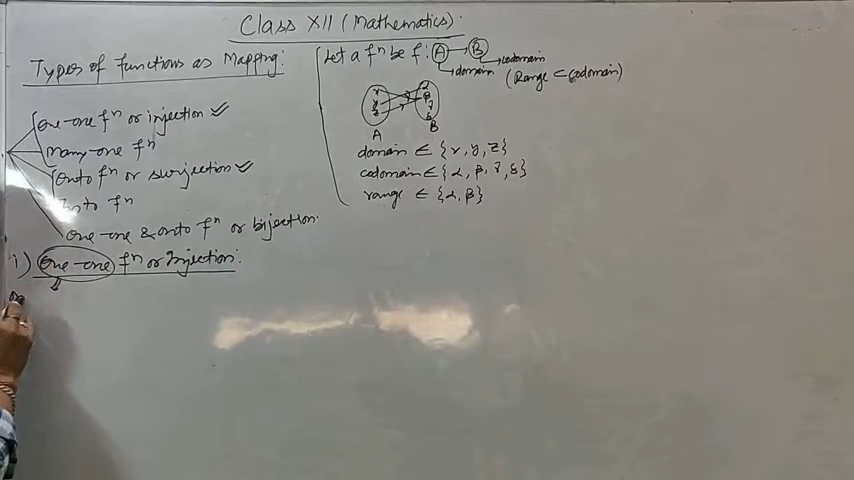 Class XII (Mathematics).
Types of Functions as Mapping:
one-one fⁿ or injection ✓
many-one fⁿ
onto fⁿ or surjection ✓
Into fⁿ
one-one & onto fⁿ or bijection.
Let a fⁿ be f: A → B
domain codomain
(Range ⊂ codomain)
x y z α β γ δ
A B
domain ∈ {x, y, z}
codomain ∈ {α, β, γ, δ}
range ∈ {α, β}
1) one-one fⁿ or Injection: